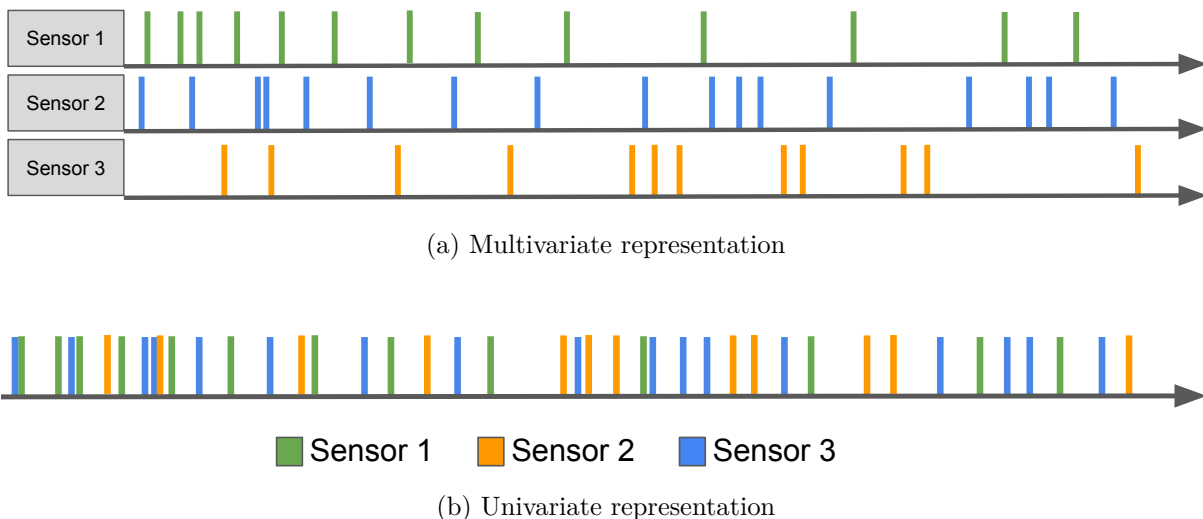 Sensor 1
Sensor 2
Sensor 3
(a) Multivariate representation
Sensor 1 Sensor 2 Sensor 3
(b) Univariate representation